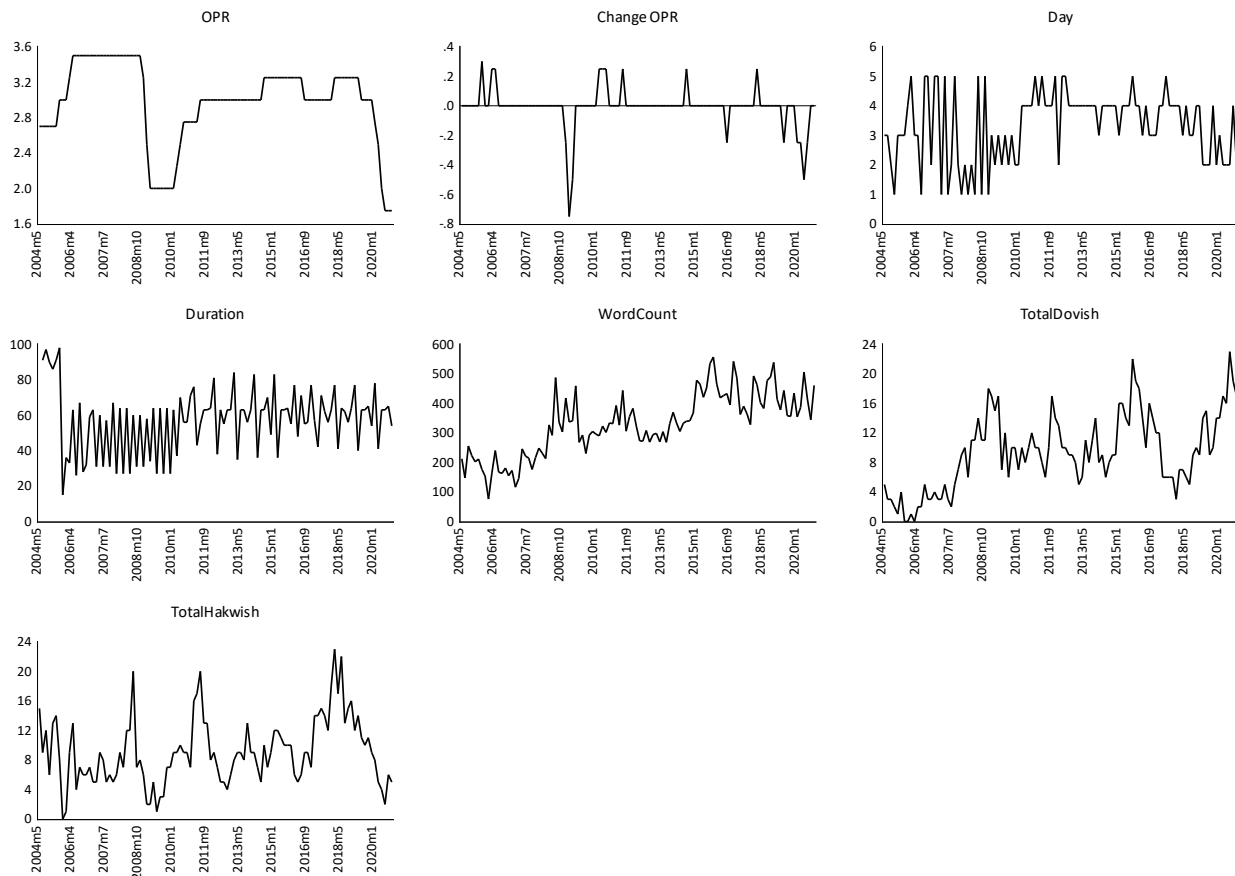 OPR
3.6
3.2
2.8
2.4
2.0
1.6
2004m5
2006m4
2007m7
2008m10
2010m1
2011m9
2013m5
2015m1
2016m9
2018m5
2020m1
Change OPR
.4
.2
.0
-.2
-.4
-.6
-.8
2004m5
2006m4
2007m7
2008m10
2010m1
2011m9
2013m5
2015m1
2016m9
2018m5
2020m1
Day
6
5
4
3
2
1
0
2004m5
2006m4
2007m7
2008m10
2010m1
2011m9
2013m5
2015m1
2016m9
2018m5
2020m1
Duration
100
80
60
40
20
0
2004m5
2006m4
2007m7
2008m10
2010m1
2011m9
2013m5
2015m1
2016m9
2018m5
2020m1
WordCount
600
500
400
300
200
100
0
2004m5
2006m4
2007m7
2008m10
2010m1
2011m9
2013m5
2015m1
2016m9
2018m5
2020m1
TotalDovish
24
20
16
12
8
4
0
2004m5
2006m4
2007m7
2008m10
2010m1
2011m9
2013m5
2015m1
2016m9
2018m5
2020m1
TotalHakwish
24
20
16
12
8
4
0
2004m5
2006m4
2007m7
2008m10
2010m1
2011m9
2013m5
2015m1
2016m9
2018m5
2020m1